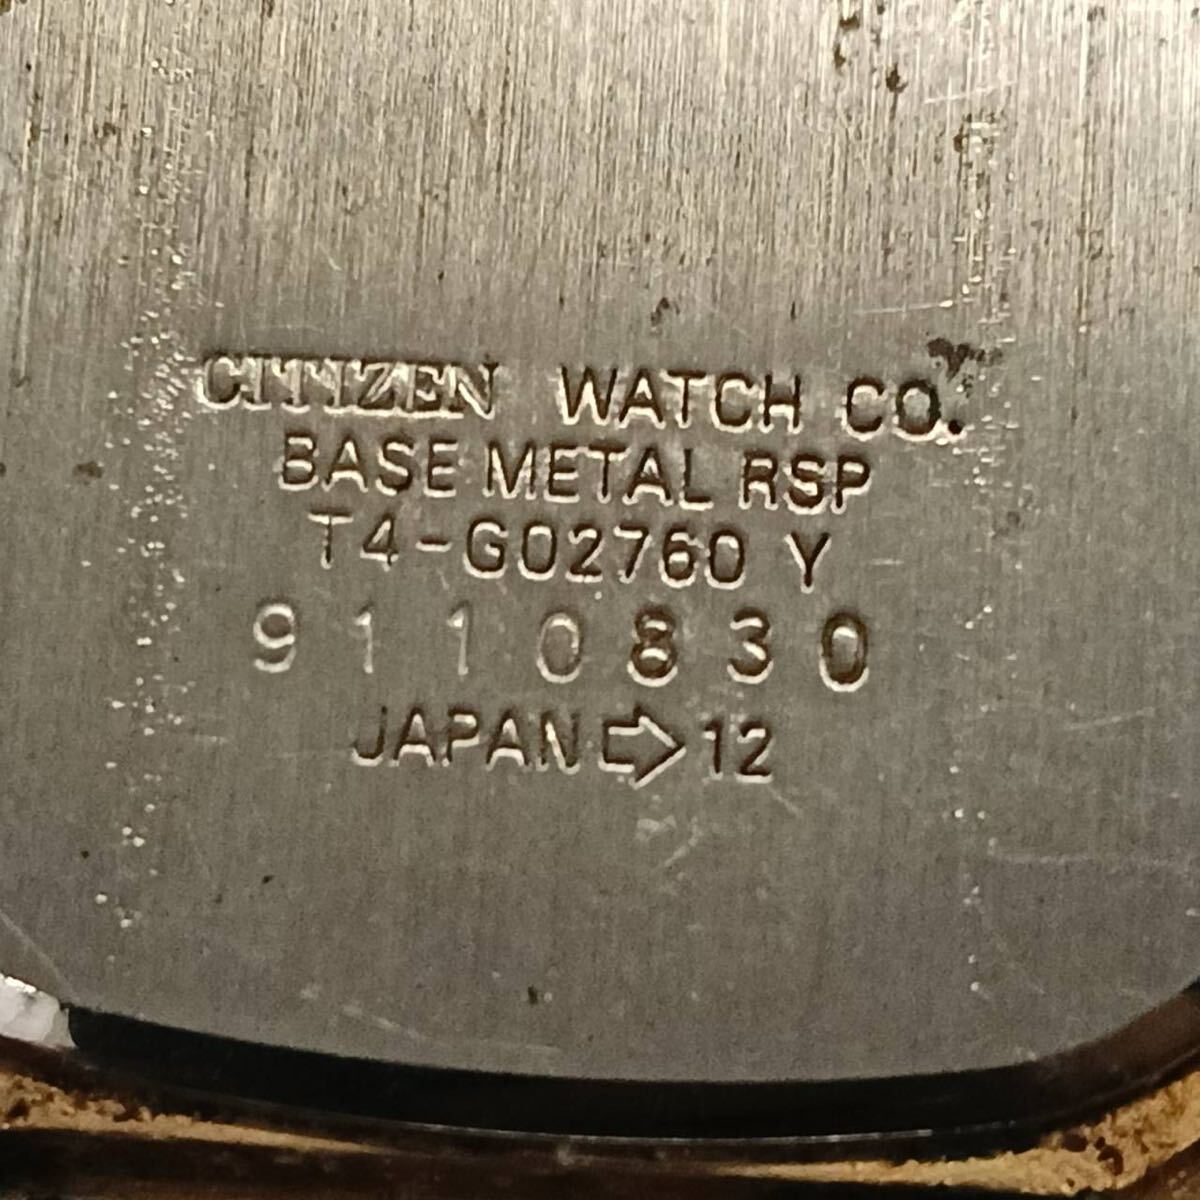 CITIZEN WATCH CO.
BASE METAL RSP
T4-G02760 Y
9110830
JAPAN⇨12